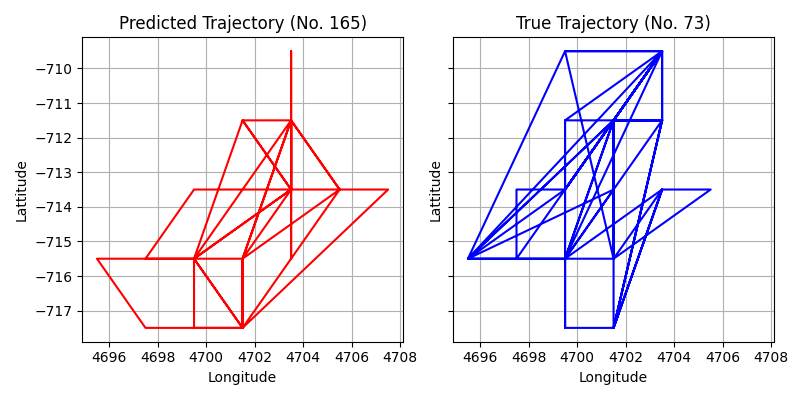 Predicted Trajectory (No. 165)
True Trajectory (No. 73)
Lattitude
−710
−711
−712
−713
−714
−715
−716
−717
4696 4698 4700 4702 4704 4706 4708
Longitude
Lattitude
4696 4698 4700 4702 4704 4706 4708
Longitude